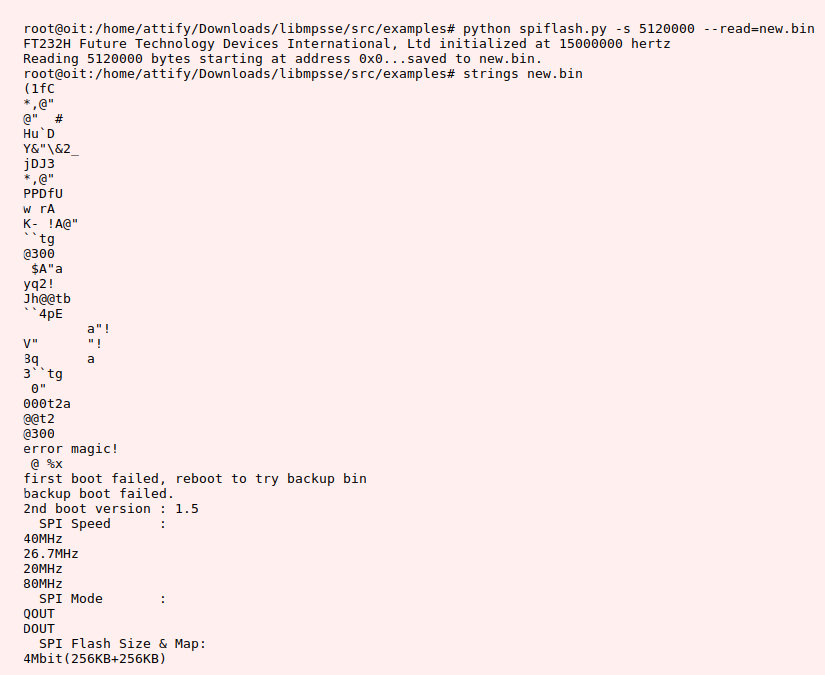 root@oit:/home/attify/Downloads/libmpsse/src/examples# python spiflash.py -s 5120000 --read=new.bin
FT232H Future Technology Devices International, Ltd initialized at 15000000 hertz
Reading 5120000 bytes starting at address 0x0...saved to new.bin.
root@oit:/home/attify/Downloads/libmpsse/src/examples# strings new.bin
(1fC
*,@"
@"  #
Hu`D
Y&"\&2_
jDJ3
*,@"
PPDfU
w rA
K- !A@"
``tg
@300
 $A"a
yq2!
Jh@@tb
``4pE
        a"!
V"      "!
8q      a
3``tg
 0"
000t2a
@@t2
@300
error magic!
 @ %x
first boot failed, reboot to try backup bin
backup boot failed.
2nd boot version : 1.5
  SPI Speed      :
40MHz
26.7MHz
20MHz
80MHz
  SPI Mode       :
QOUT
DOUT
  SPI Flash Size & Map:
4Mbit(256KB+256KB)